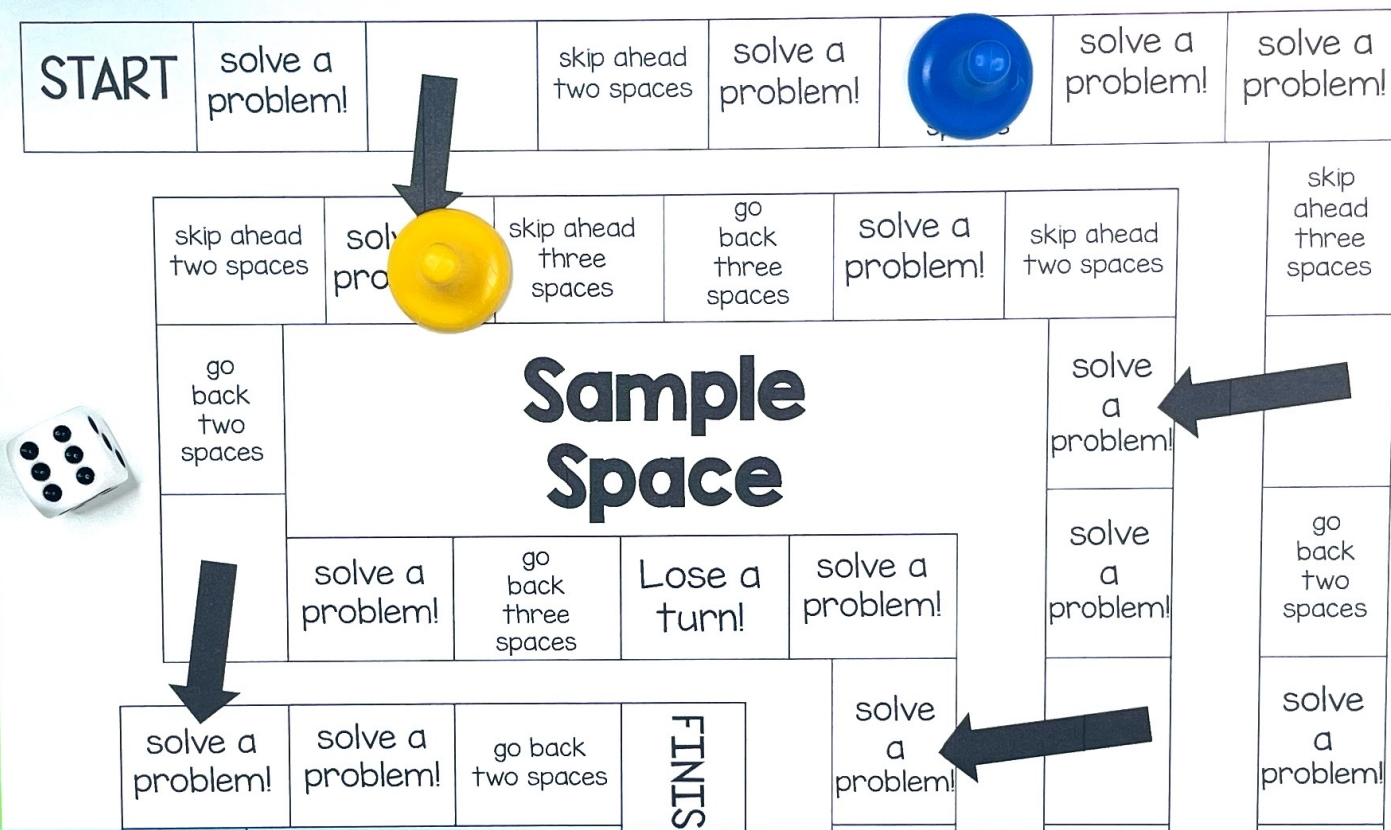 START
solve a
problem!
skip ahead
two spaces
solve a
problem!
solve a
problem!
solve a
problem!
skip
ahead
three
spaces
go
back
two
spaces
solve
a
problem!
skip ahead
two spaces
skip ahead
three
spaces
go
back
three
spaces
solve a
problem!
skip ahead
two spaces
solve
a
problem!
solve
a
problem!
go
back
two
spaces
Sample
Space
solve a
problem!
go
back
three
spaces
Lose a
turn!
solve a
problem!
solve
a
problem!
solve a
problem!
solve a
problem!
go back
two spaces
FINIS